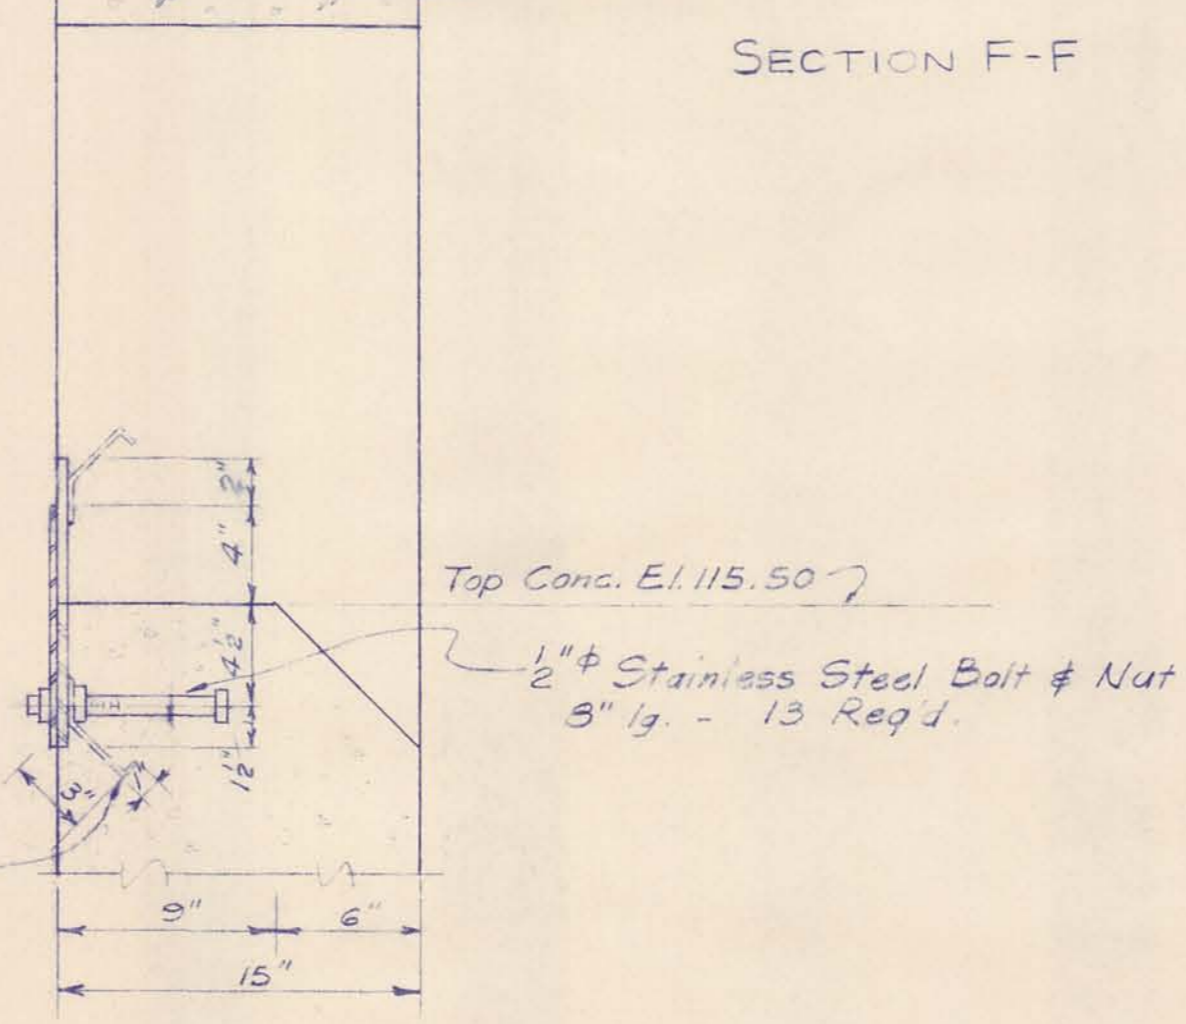 SECTION F-F
2"
4"
Top Conc. El. 115.50
4 1/2"
1/2" ϕ Stainless Steel Bolt & Nut
8" lg. - 13 Req'd.
1 1/2"
3"
1"
9"
6"
15"